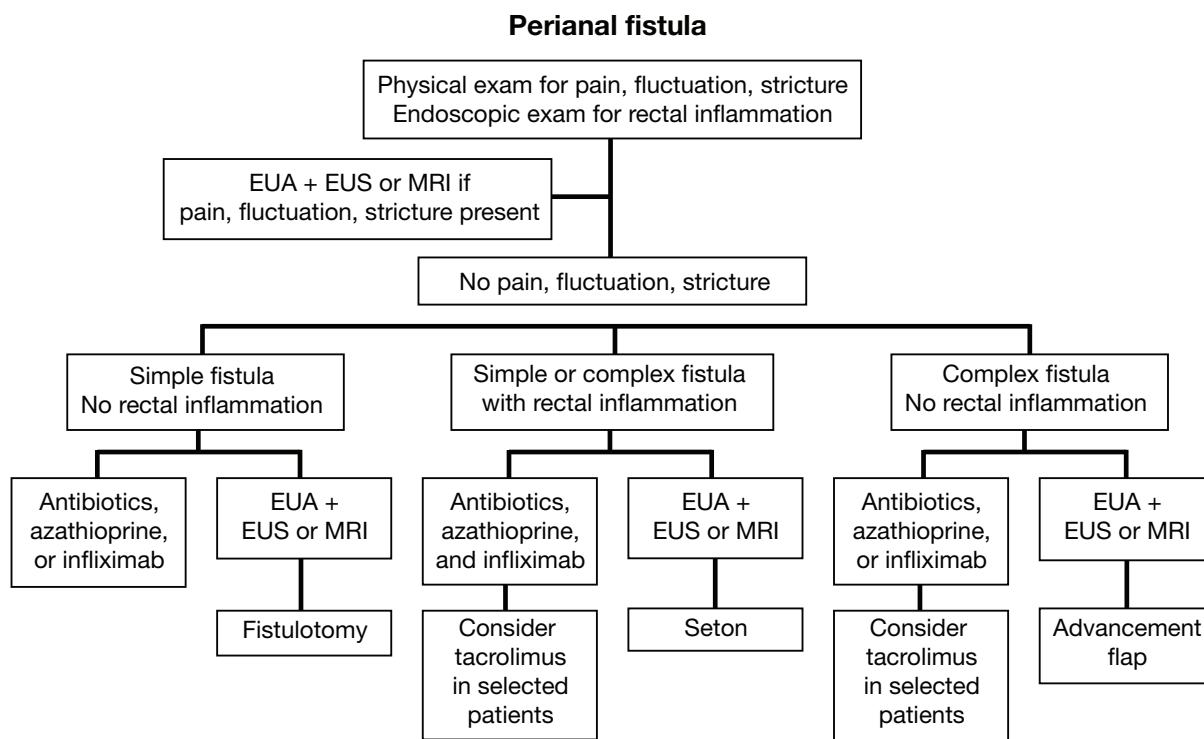 Perianal fistula
Physical exam for pain, fluctuation, stricture
Endoscopic exam for rectal inflammation
EUA + EUS or MRI if
pain, fluctuation, stricture present
No pain, fluctuation, stricture
Simple fistula
No rectal inflammation
Simple or complex fistula
with rectal inflammation
Complex fistula
No rectal inflammation
Antibiotics,
azathioprine,
or infliximab
EUA +
EUS or MRI
Antibiotics,
azathioprine,
and infliximab
EUA +
EUS or MRI
Antibiotics,
azathioprine,
or infliximab
EUA +
EUS or MRI
Fistulotomy
Consider
tacrolimus
in selected
patients
Seton
Consider
tacrolimus
in selected
patients
Advancement
flap